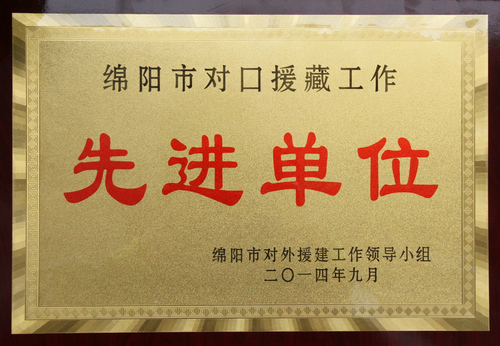 绵阳市对口援藏工作
先进单位
绵阳市对外援建工作领导小组
二〇一四年九月